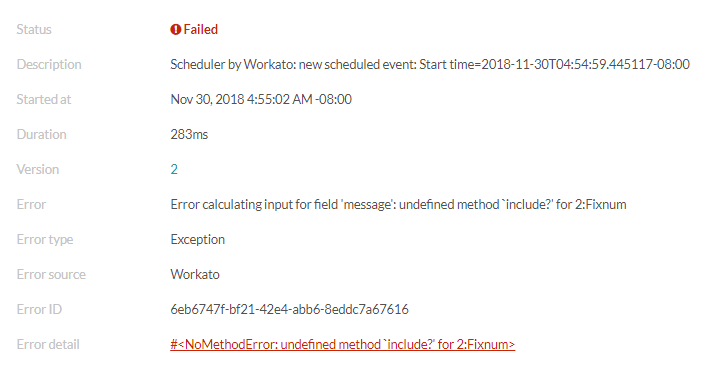 Status Failed
Description Scheduler by Workato: new scheduled event: Start time=2018-11-30T04:54:59.445117-08:00
Started at Nov 30, 2018 4:55:02 AM -08:00
Duration 283ms
Version 2
Error Error calculating input for field 'message': undefined method `include?' for 2:Fixnum
Error type Exception
Error source Workato
Error ID 6eb6747f-bf21-42e4-abb6-8eddc7a67616
Error detail #<NoMethodError: undefined method `include?' for 2:Fixnum>